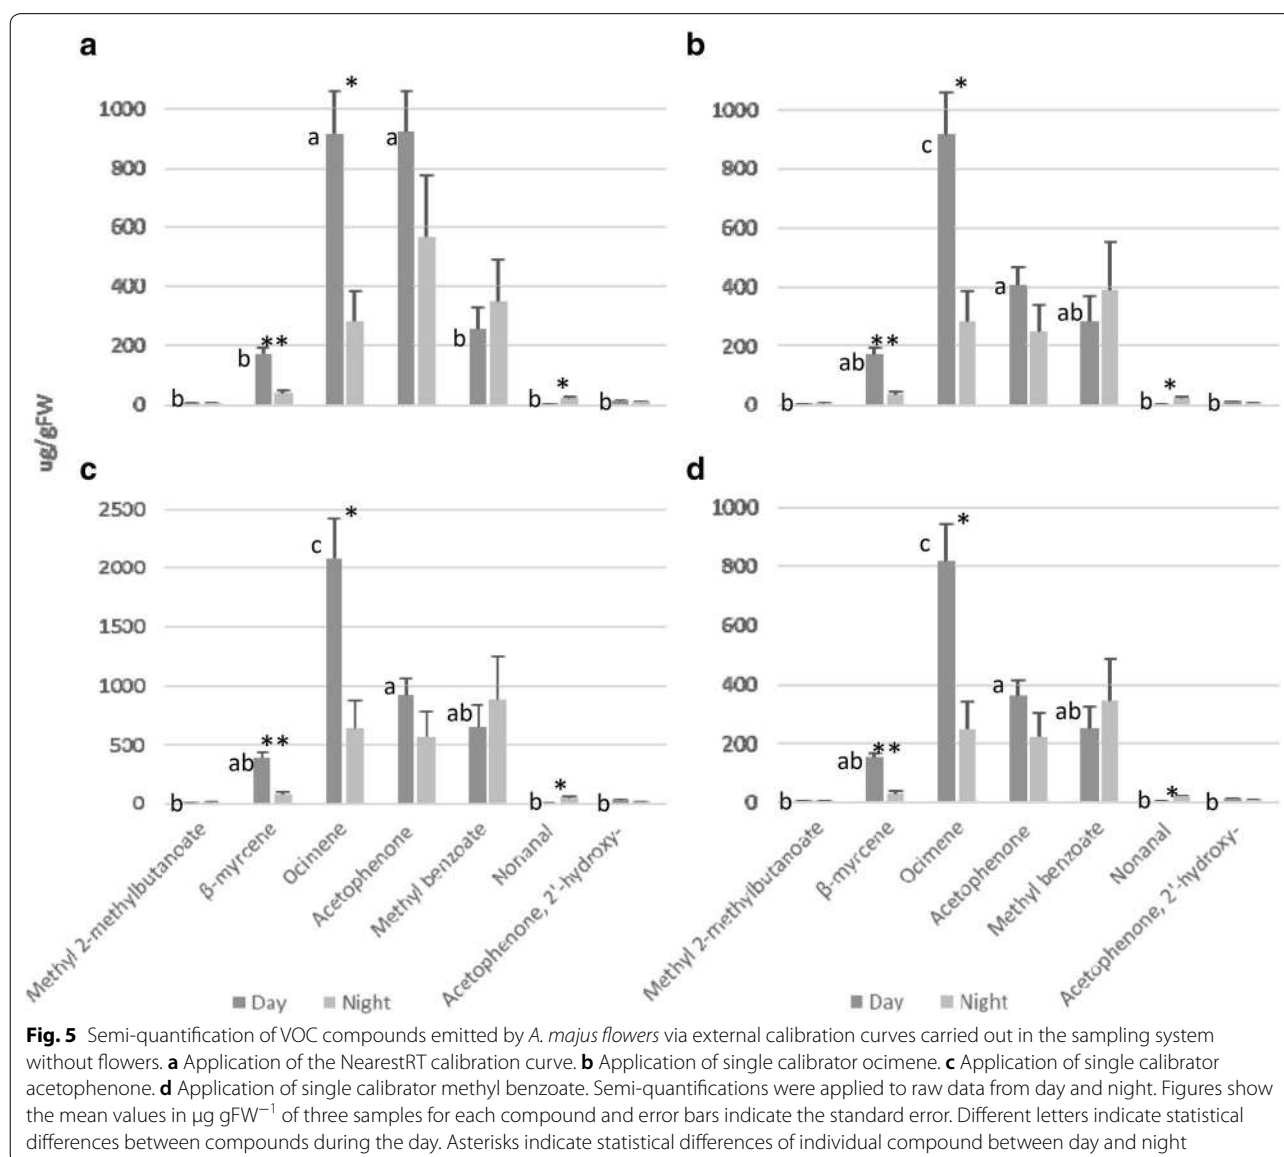 a
*
1000
a
a
800
600
400
b
200
**
b
*
b
b
b
0
b
*
1000
c
800
600
400
a
ab
200
**
ab
*
b
b
b
0
ug/gFW
c
2500
*
c
2000
1500
1000
a
ab
500
**
ab
*
b
b
b
0
Methyl 2-methylbutanoate
β-myrcene
Ocimene
Acetophenone
Methyl benzoate
Nonanal
Acetophenone, 2'-hydroxy-
Day Night
d
1000
*
c
800
600
400
a
ab
200
**
ab
*
b
b
b
0
Methyl 2-methylbutanoate
β-myrcene
Ocimene
Acetophenone
Methyl benzoate
Nonanal
Acetophenone, 2'-hydroxy-
Day Night
Fig. 5 Semi-quantification of VOC compounds emitted by A. majus flowers via external calibration curves carried out in the sampling system
without flowers. a Application of the NearestRT calibration curve. b Application of single calibrator ocimene. c Application of single calibrator
acetophenone. d Application of single calibrator methyl benzoate. Semi-quantifications were applied to raw data from day and night. Figures show
the mean values in µg gFW⁻¹ of three samples for each compound and error bars indicate the standard error. Different letters indicate statistical
differences between compounds during the day. Asterisks indicate statistical differences of individual compound between day and night